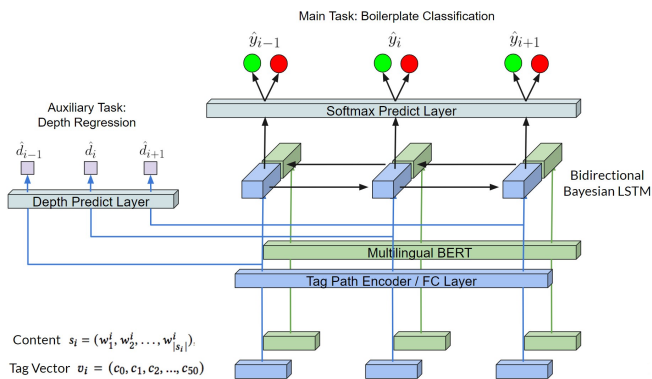 Main Task: Boilerplate Classification
ŷᵢ₋₁ ŷᵢ ŷᵢ₊₁
Softmax Predict Layer
Auxiliary Task:
Depth Regression
d̂ᵢ₋₁ d̂ᵢ d̂ᵢ₊₁
Depth Predict Layer
Bidirectional
Bayesian LSTM
Multilingual BERT
Tag Path Encoder / FC Layer
Content sᵢ = (w₁ⁱ, w₂ⁱ, . . . , wⁱ|sᵢ|),
Tag Vector vᵢ = (c₀, c₁, c₂, ..., c₅₀)